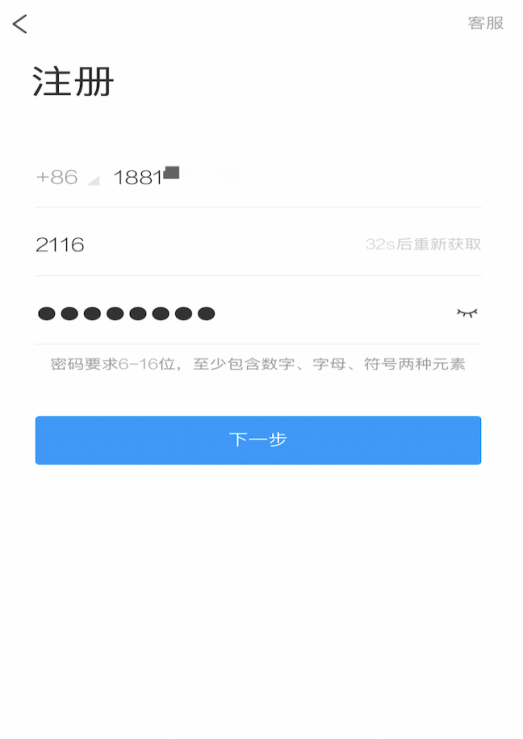 客服
注册
+86 1881
2116 32s后重新获取
●●●●●●●●
密码要求6-16位，至少包含数字、字母、符号两种元素
下一步